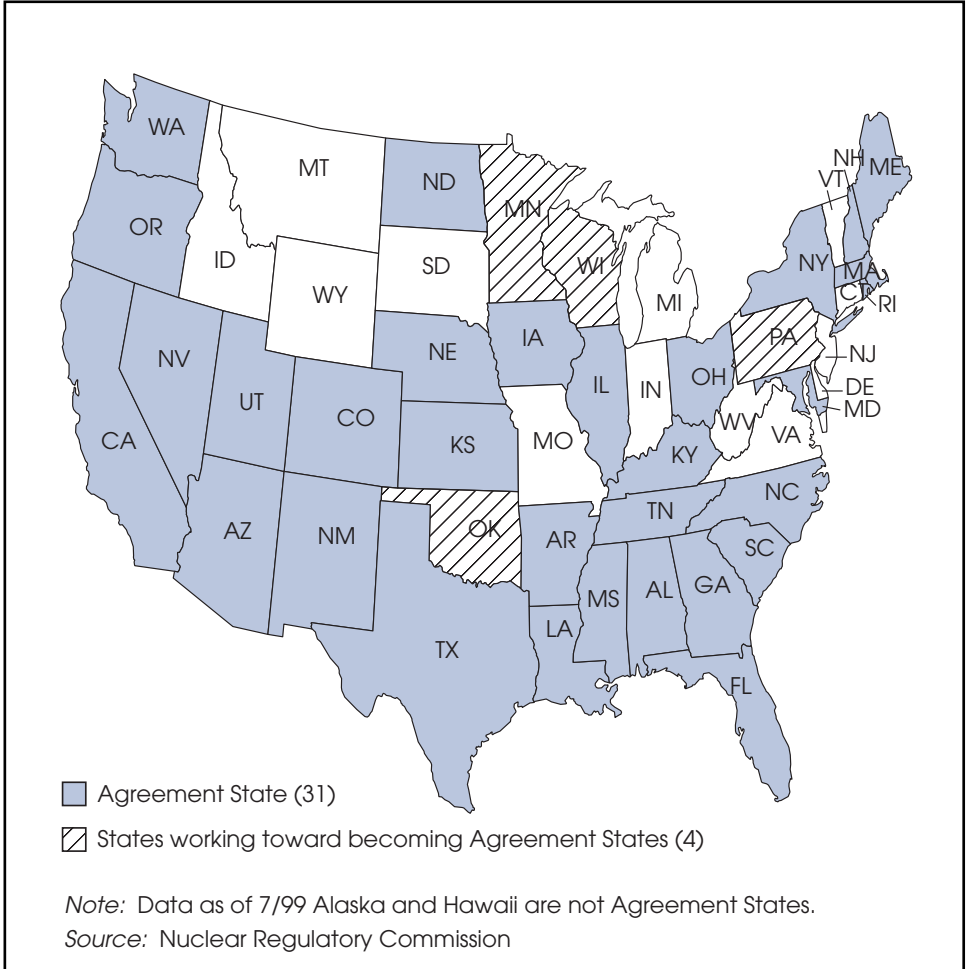 WA
MT
ND
MN
OR
ID
SD
WI
WY
MI
NH
ME
VT
NY
MA
CT
RI
NV
NE
IA
PA
NJ
UT
CO
IL
IN
OH
DE
MD
CA
KS
MO
WV
VA
KY
AZ
NM
OK
AR
TN
NC
SC
TX
LA
MS
AL
GA
FL
Agreement State (31)
States working toward becoming Agreement States (4)
Note: Data as of 7/99 Alaska and Hawaii are not Agreement States.
Source: Nuclear Regulatory Commission